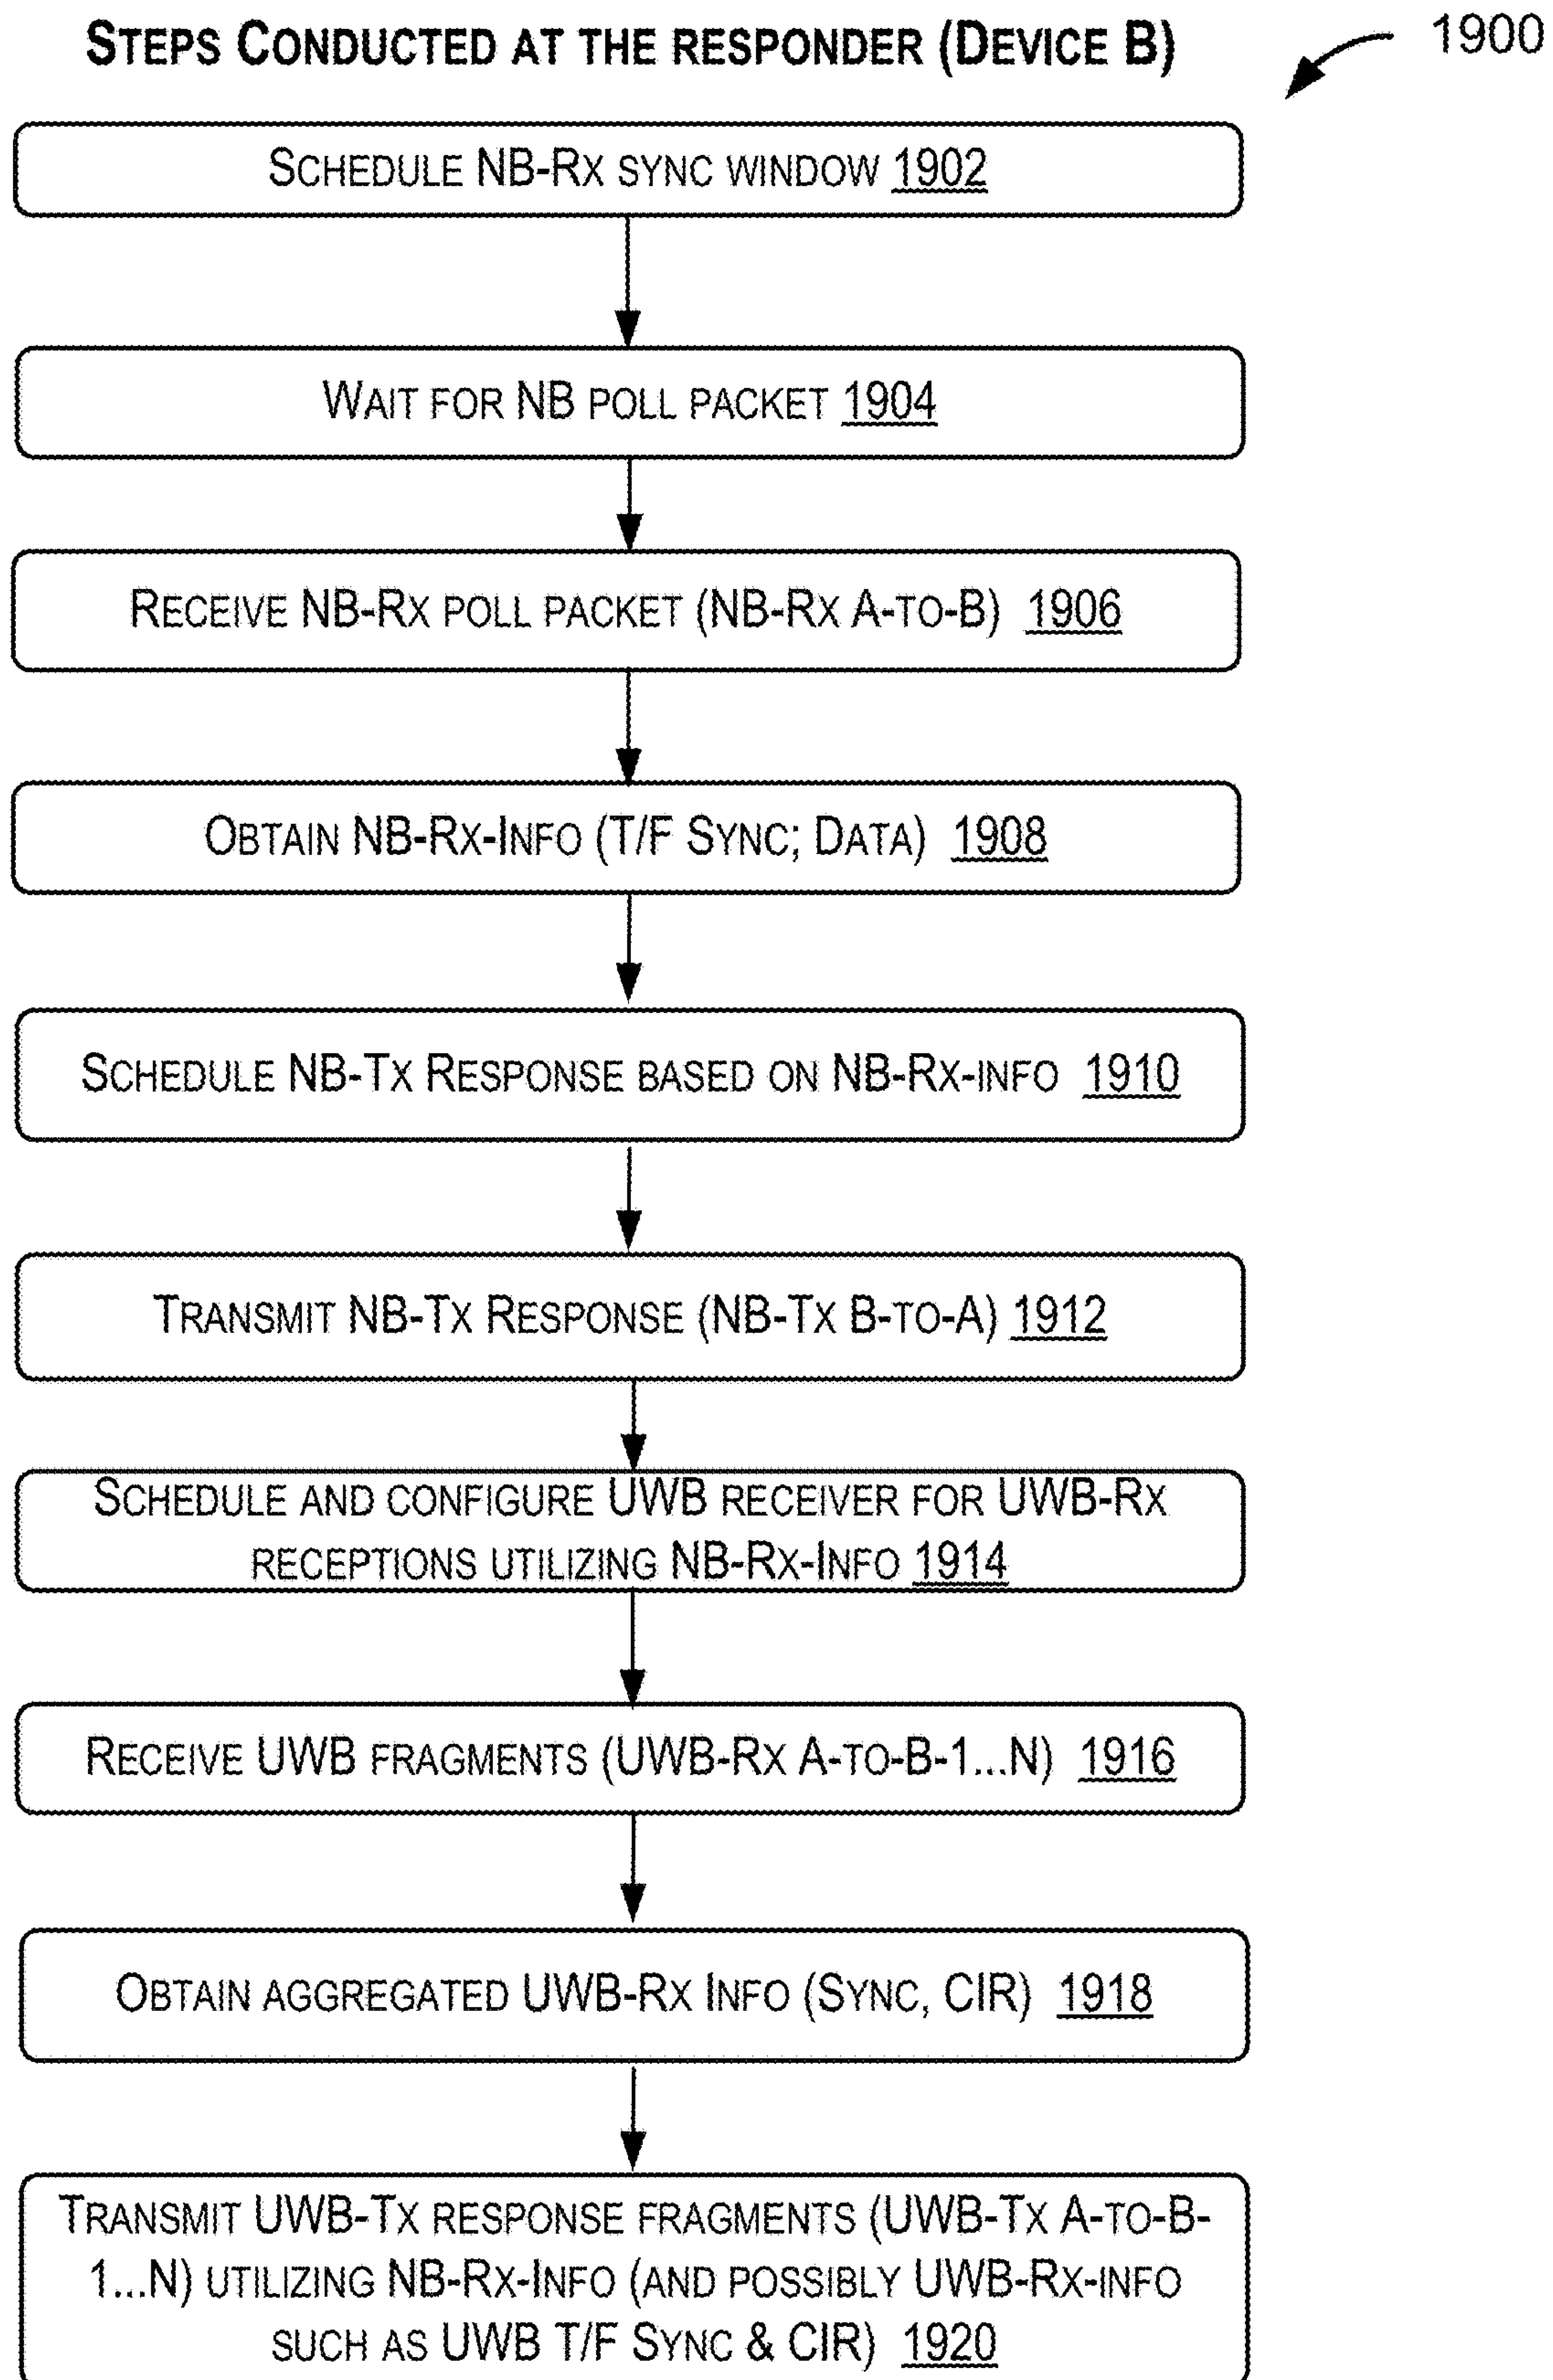 STEPS CONDUCTED AT THE RESPONDER (DEVICE B)
1900
SCHEDULE NB-RX SYNC WINDOW 1902
WAIT FOR NB POLL PACKET 1904
RECEIVE NB-RX POLL PACKET (NB-RX A-TO-B) 1906
OBTAIN NB-RX-INFO (T/F SYNC; DATA) 1908
SCHEDULE NB-TX RESPONSE BASED ON NB-RX-INFO 1910
TRANSMIT NB-TX RESPONSE (NB-TX B-TO-A) 1912
SCHEDULE AND CONFIGURE UWB RECEIVER FOR UWB-RX
RECEPTIONS UTILIZING NB-RX-INFO 1914
RECEIVE UWB FRAGMENTS (UWB-RX A-TO-B-1...N) 1916
OBTAIN AGGREGATED UWB-RX INFO (SYNC, CIR) 1918
TRANSMIT UWB-TX RESPONSE FRAGMENTS (UWB-TX A-TO-B-
1...N) UTILIZING NB-RX-INFO (AND POSSIBLY UWB-RX-INFO
SUCH AS UWB T/F SYNC & CIR) 1920